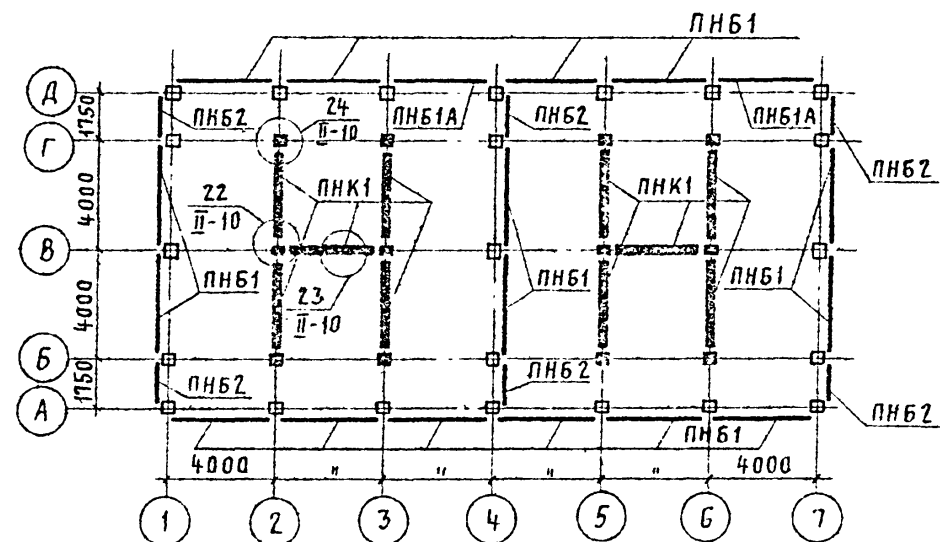 ПНБ1
Д
1750
ПНБ2
24
II-10
ПНБ1А
ПНБ2
ПНБ1А
Г
ПНБ2
4000
22
II-10
ПНК1
ПНК1
В
4000
ПНБ1
23
II-10
ПНБ1
ПНБ1
Б
1750
ПНБ2
ПНБ2
ПНБ2
А
ПНБ1
4000
"
"
"
"
4000
1
2
3
4
5
6
7